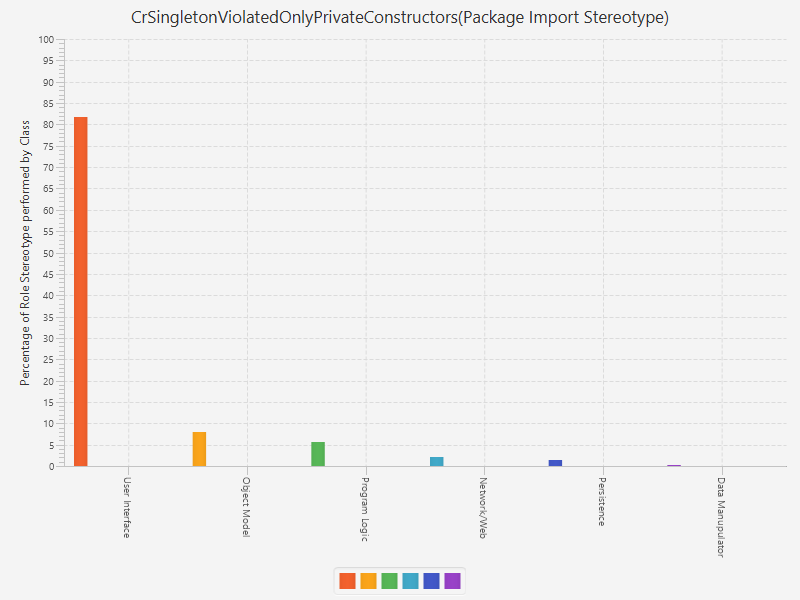 CrSingletonViolatedOnlyPrivateConstructors(Package Import Stereotype)
Percentage of Role Stereotype performed by Class
100
95
90
85
80
75
70
65
60
55
50
45
40
35
30
25
20
15
10
5
0
User Interface
Object Model
Program Logic
Network/Web
Persistence
Data Manupulator